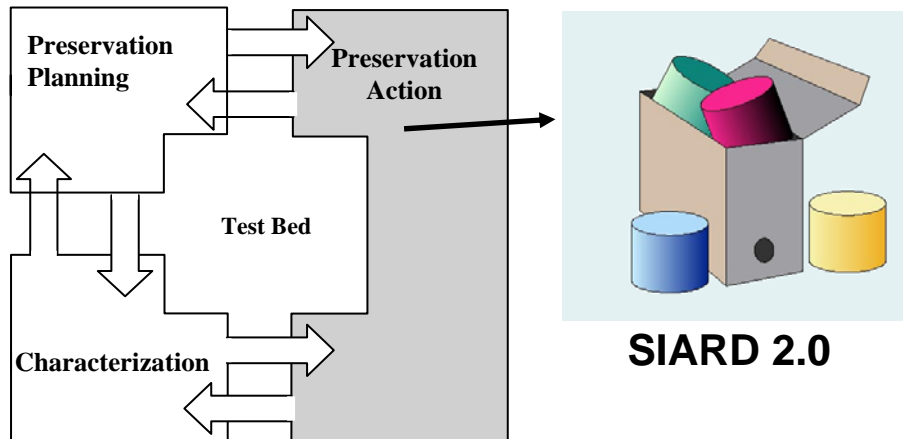 Preservation
Planning
Preservation
Action
Test Bed
Characterization
SIARD 2.0